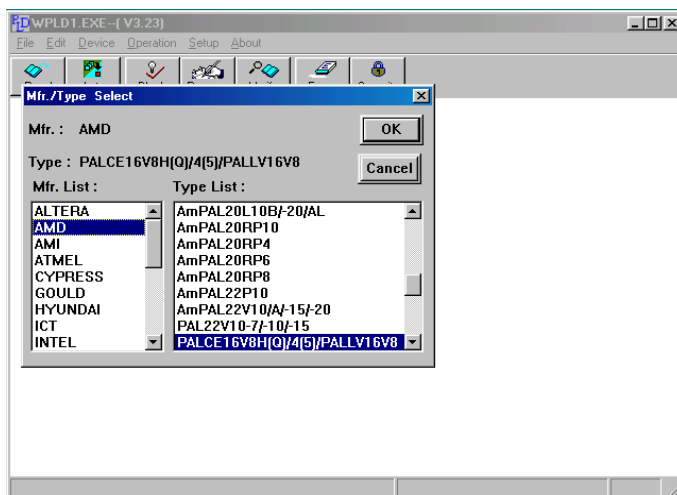 PLD WPLD1.EXE--( V3.23)
File Edit Device Operation Setup About
Mfr./Type Select
Mfr. : AMD
OK
Type : PALCE16V8H(Q)/4(5)/PALLV16V8
Cancel
Mfr. List :
Type List :
ALTERA
AMD
AMI
ATMEL
CYPRESS
GOULD
HYUNDAI
ICT
INTEL
AmPAL20L10B/-20/AL
AmPAL20RP10
AmPAL20RP4
AmPAL20RP6
AmPAL20RP8
AmPAL22P10
AmPAL22V10/A/-15/-20
PAL22V10-7/-10/-15
PALCE16V8H(Q)/4(5)/PALLV16V8